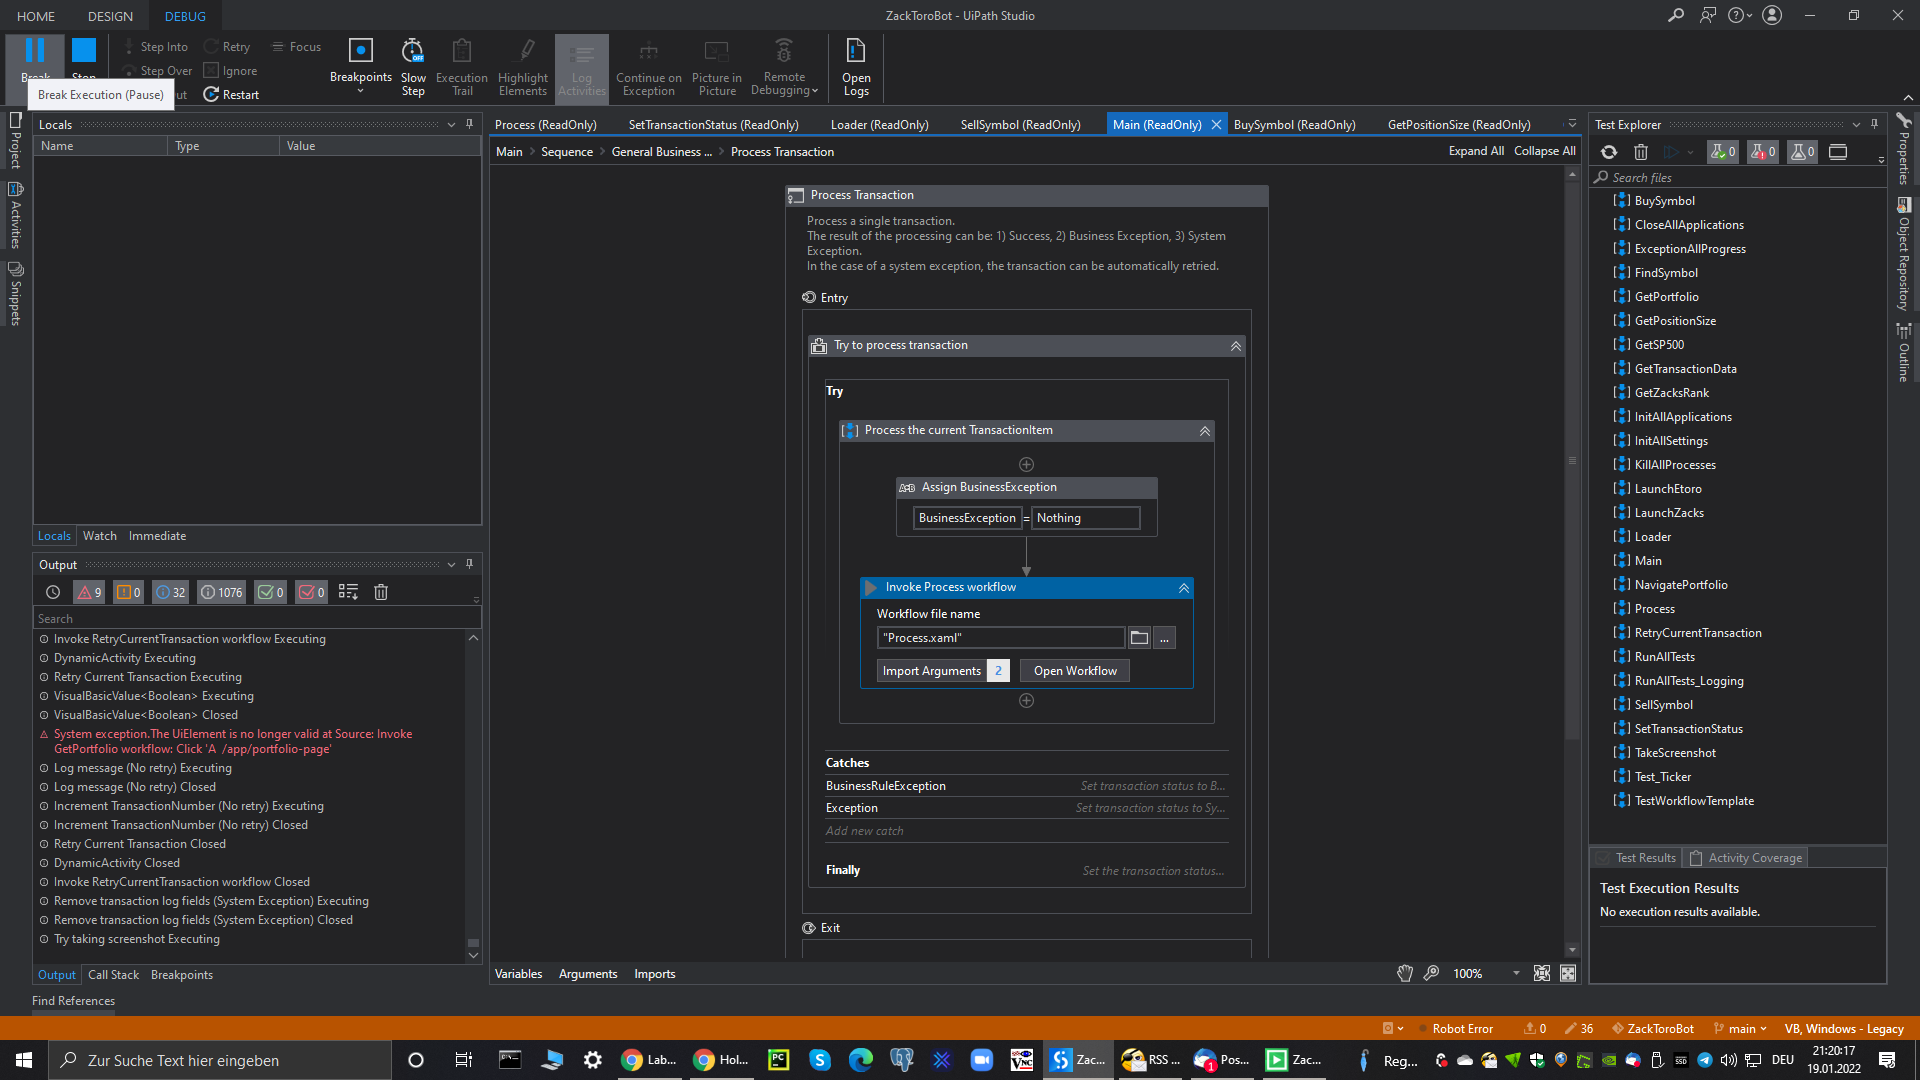 HOME
DESIGN
DEBUG
ZackToroBot - UiPath Studio
Break
Stop
Step Into
Step Over
Retry
Ignore
Restart
Focus
Breakpoints
Slow Step
Execution Trail
Highlight Elements
Log Activities
Continue on Exception
Picture in Picture
Remote Debugging
Open Logs
Break Execution (Pause)
Project
Activities
Snippets
Locals
Name
Type
Value
Locals
Watch
Immediate
Output
9
0
32
1076
0
0
Search
Invoke RetryCurrentTransaction workflow Executing
DynamicActivity Executing
Retry Current Transaction Executing
VisualBasicValue<Boolean> Executing
VisualBasicValue<Boolean> Closed
System exception.The UiElement is no longer valid at Source: Invoke
GetPortfolio workflow: Click 'A  /app/portfolio-page'
Log message (No retry) Executing
Log message (No retry) Closed
Increment TransactionNumber (No retry) Executing
Increment TransactionNumber (No retry) Closed
Retry Current Transaction Closed
DynamicActivity Closed
Invoke RetryCurrentTransaction workflow Closed
Remove transaction log fields (System Exception) Executing
Remove transaction log fields (System Exception) Closed
Try taking screenshot Executing
Output
Call Stack
Breakpoints
Find References
Process (ReadOnly)
SetTransactionStatus (ReadOnly)
Loader (ReadOnly)
SellSymbol (ReadOnly)
Main (ReadOnly)
BuySymbol (ReadOnly)
GetPositionSize (ReadOnly)
Main > Sequence > General Business ... > Process Transaction
Expand All
Collapse All
Process Transaction
Process a single transaction.
The result of the processing can be: 1) Success, 2) Business Exception, 3) System
Exception.
In the case of a system exception, the transaction can be automatically retried.
Entry
Try to process transaction
Try
Process the current TransactionItem
A=B Assign BusinessException
BusinessException = Nothing
Invoke Process workflow
Workflow file name
"Process.xaml"
...
Import Arguments 2
Open Workflow
Catches
BusinessRuleException
Set transaction status to B...
Exception
Set transaction status to Sy...
Add new catch
Finally
Set the transaction status...
Exit
Variables
Arguments
Imports
100%
Test Explorer
0
0
0
Search files
BuySymbol
CloseAllApplications
ExceptionAllProgress
FindSymbol
GetPortfolio
GetPositionSize
GetSP500
GetTransactionData
GetZacksRank
InitAllApplications
InitAllSettings
KillAllProcesses
LaunchEtoro
LaunchZacks
Loader
Main
NavigatePortfolio
Process
RetryCurrentTransaction
RunAllTests
RunAllTests_Logging
SellSymbol
SetTransactionStatus
TakeScreenshot
Test_Ticker
TestWorkflowTemplate
Test Results
Activity Coverage
Test Execution Results
No execution results available.
Properties
Object Repository
Outline
Robot Error
0
36
ZackToroBot
main
VB, Windows - Legacy
Zur Suche Text hier eingeben
Lab...
Hol...
Zac...
RSS ...
Pos...
Zac...
Reg...
DEU
21:20:17
19.01.2022